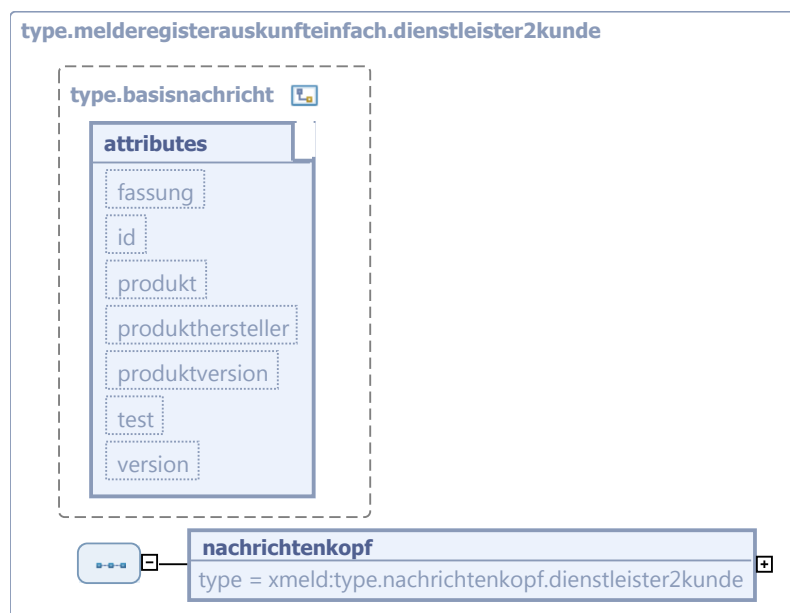 type.melderegisterauskunfteinfach.dienstleister2kunde
type.basisnachricht
attributes
fassung
id
produkt
produkthersteller
produktversion
test
version
nachrichtenkopf
type = xmeld:type.nachrichtenkopf.dienstleister2kunde